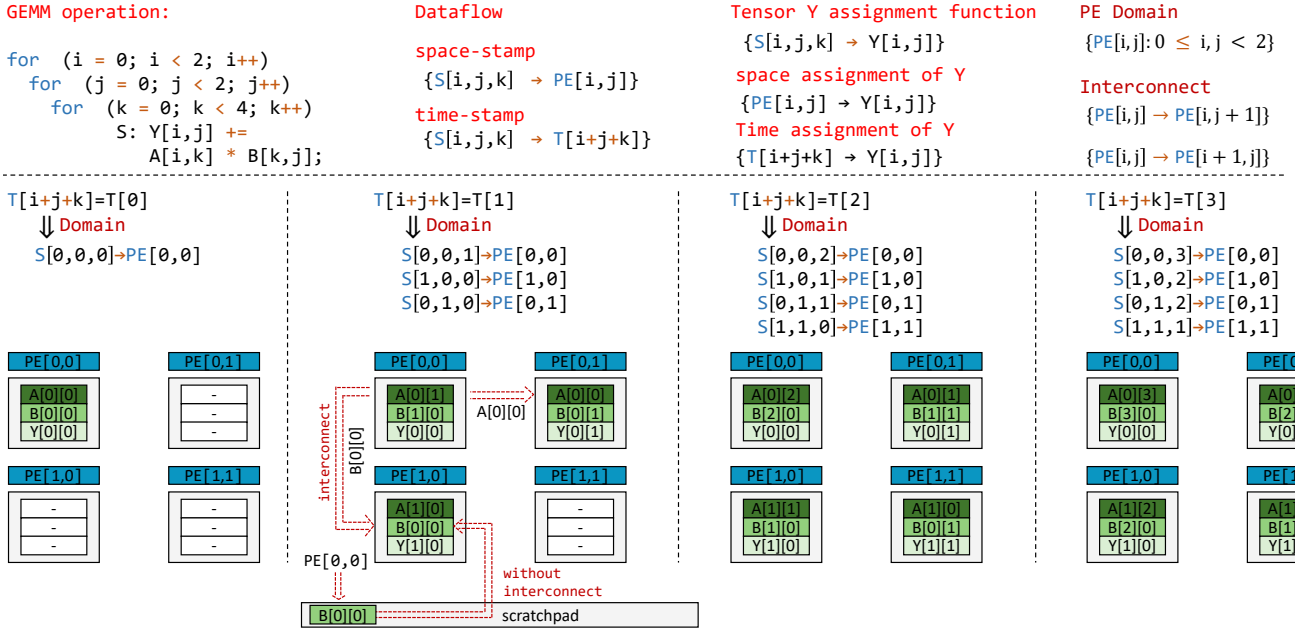 GEMM operation:
for (i = 0; i < 2; i++)
for (j = 0; j < 2; j++)
for (k = 0; k < 4; k++)
S: Y[i,j] +=
A[i,k] * B[k,j];
Dataflow
space-stamp
{S[i,j,k] → PE[i,j]}
time-stamp
{S[i,j,k] → T[i+j+k]}
Tensor Y assignment function
{S[i,j,k] → Y[i,j]}
space assignment of Y
{PE[i,j] → Y[i,j]}
Time assignment of Y
{T[i+j+k] → Y[i,j]}
PE Domain
{PE[i,j]: 0 ≤ i, j < 2}
Interconnect
{PE[i,j] → PE[i,j + 1]}
{PE[i,j] → PE[i + 1,j]}
T[i+j+k]=T[0]
⇓ Domain
S[0,0,0]→PE[0,0]
PE[0,0]
PE[0,1]
A[0][0]
B[0][0]
Y[0][0]
-
-
-
PE[1,0]
PE[1,1]
-
-
-
-
-
-
T[i+j+k]=T[1]
⇓ Domain
S[0,0,1]→PE[0,0]
S[1,0,0]→PE[1,0]
S[0,1,0]→PE[0,1]
PE[0,0]
PE[0,1]
A[0][1]
B[1][0]
Y[0][0]
A[0][0]
A[0][0]
B[0][1]
Y[0][1]
interconnect
B[0][0]
PE[1,0]
PE[1,1]
A[1][0]
B[0][0]
Y[1][0]
-
-
-
PE[0,0]
without
interconnect
B[0][0]
scratchpad
T[i+j+k]=T[2]
⇓ Domain
S[0,0,2]→PE[0,0]
S[1,0,1]→PE[1,0]
S[0,1,1]→PE[0,1]
S[1,1,0]→PE[1,1]
PE[0,0]
PE[0,1]
A[0][2]
B[2][0]
Y[0][0]
A[0][1]
B[1][1]
Y[0][1]
PE[1,0]
PE[1,1]
A[1][1]
B[1][0]
Y[1][0]
A[1][0]
B[0][1]
Y[1][1]
T[i+j+k]=T[3]
⇓ Domain
S[0,0,3]→PE[0,0]
S[1,0,2]→PE[1,0]
S[0,1,2]→PE[0,1]
S[1,1,1]→PE[1,1]
PE[0,0]
A[0][3]
B[3][0]
Y[0][0]
A[0]
B[2]
Y[0]
PE[1,0]
A[1][2]
B[2][0]
Y[1][0]
A[1]
B[1]
Y[1]